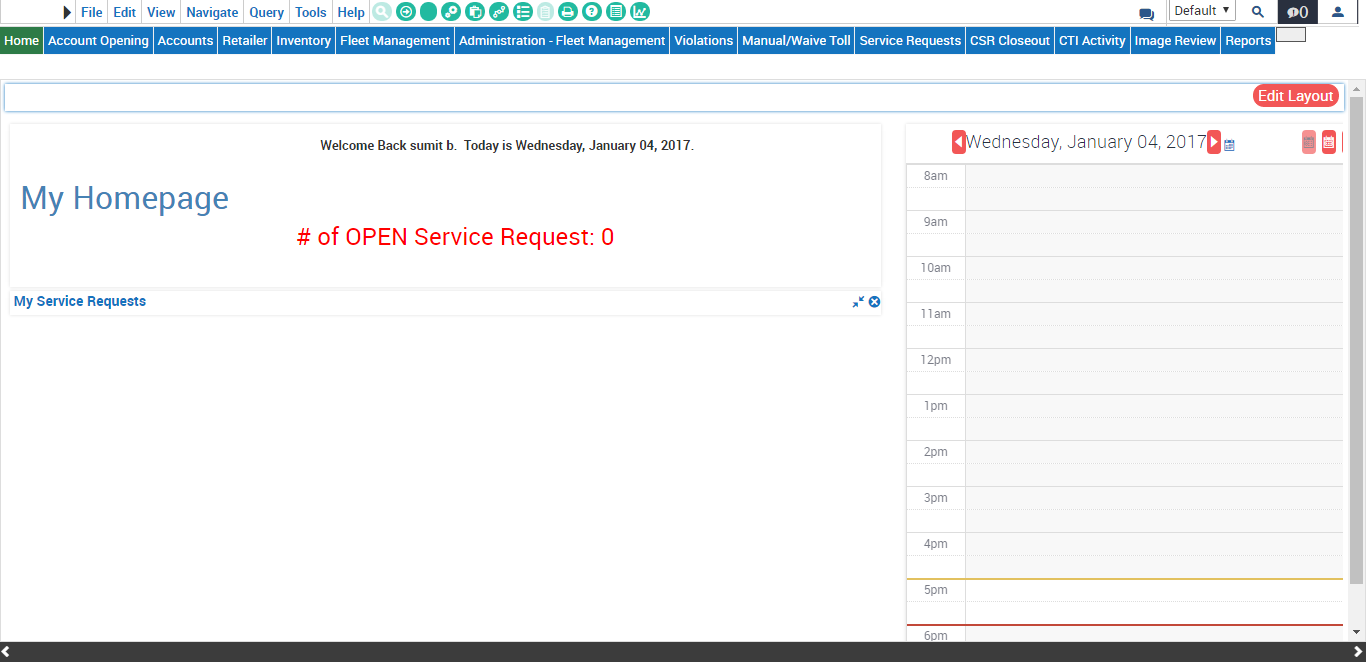 File Edit View Navigate Query Tools Help Default 0
Home Account Opening Accounts Retailer Inventory Fleet Management Administration - Fleet Management Violations Manual/Waive Toll Service Requests CSR Closeout CTI Activity Image Review Reports
Edit Layout
Welcome Back sumit b.  Today is Wednesday, January 04, 2017.
My Homepage
# of OPEN Service Request: 0
My Service Requests
Wednesday, January 04, 2017
8am
9am
10am
11am
12pm
1pm
2pm
3pm
4pm
5pm
6pm